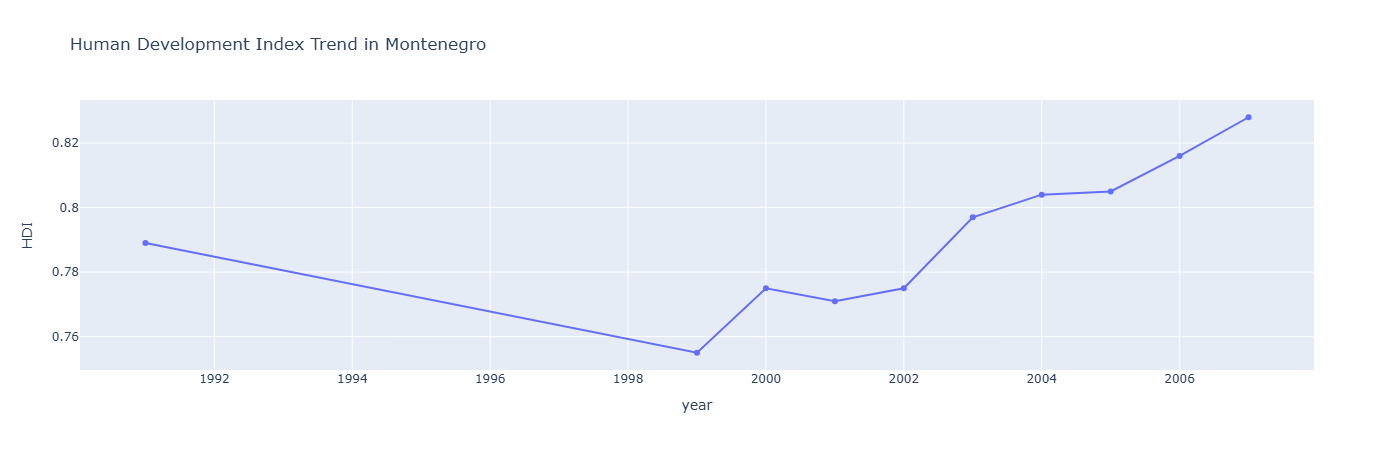 Human Development Index Trend in Montenegro
0.82
0.8
0.78
0.76
HDI
1992 1994 1996 1998 2000 2002 2004 2006
year